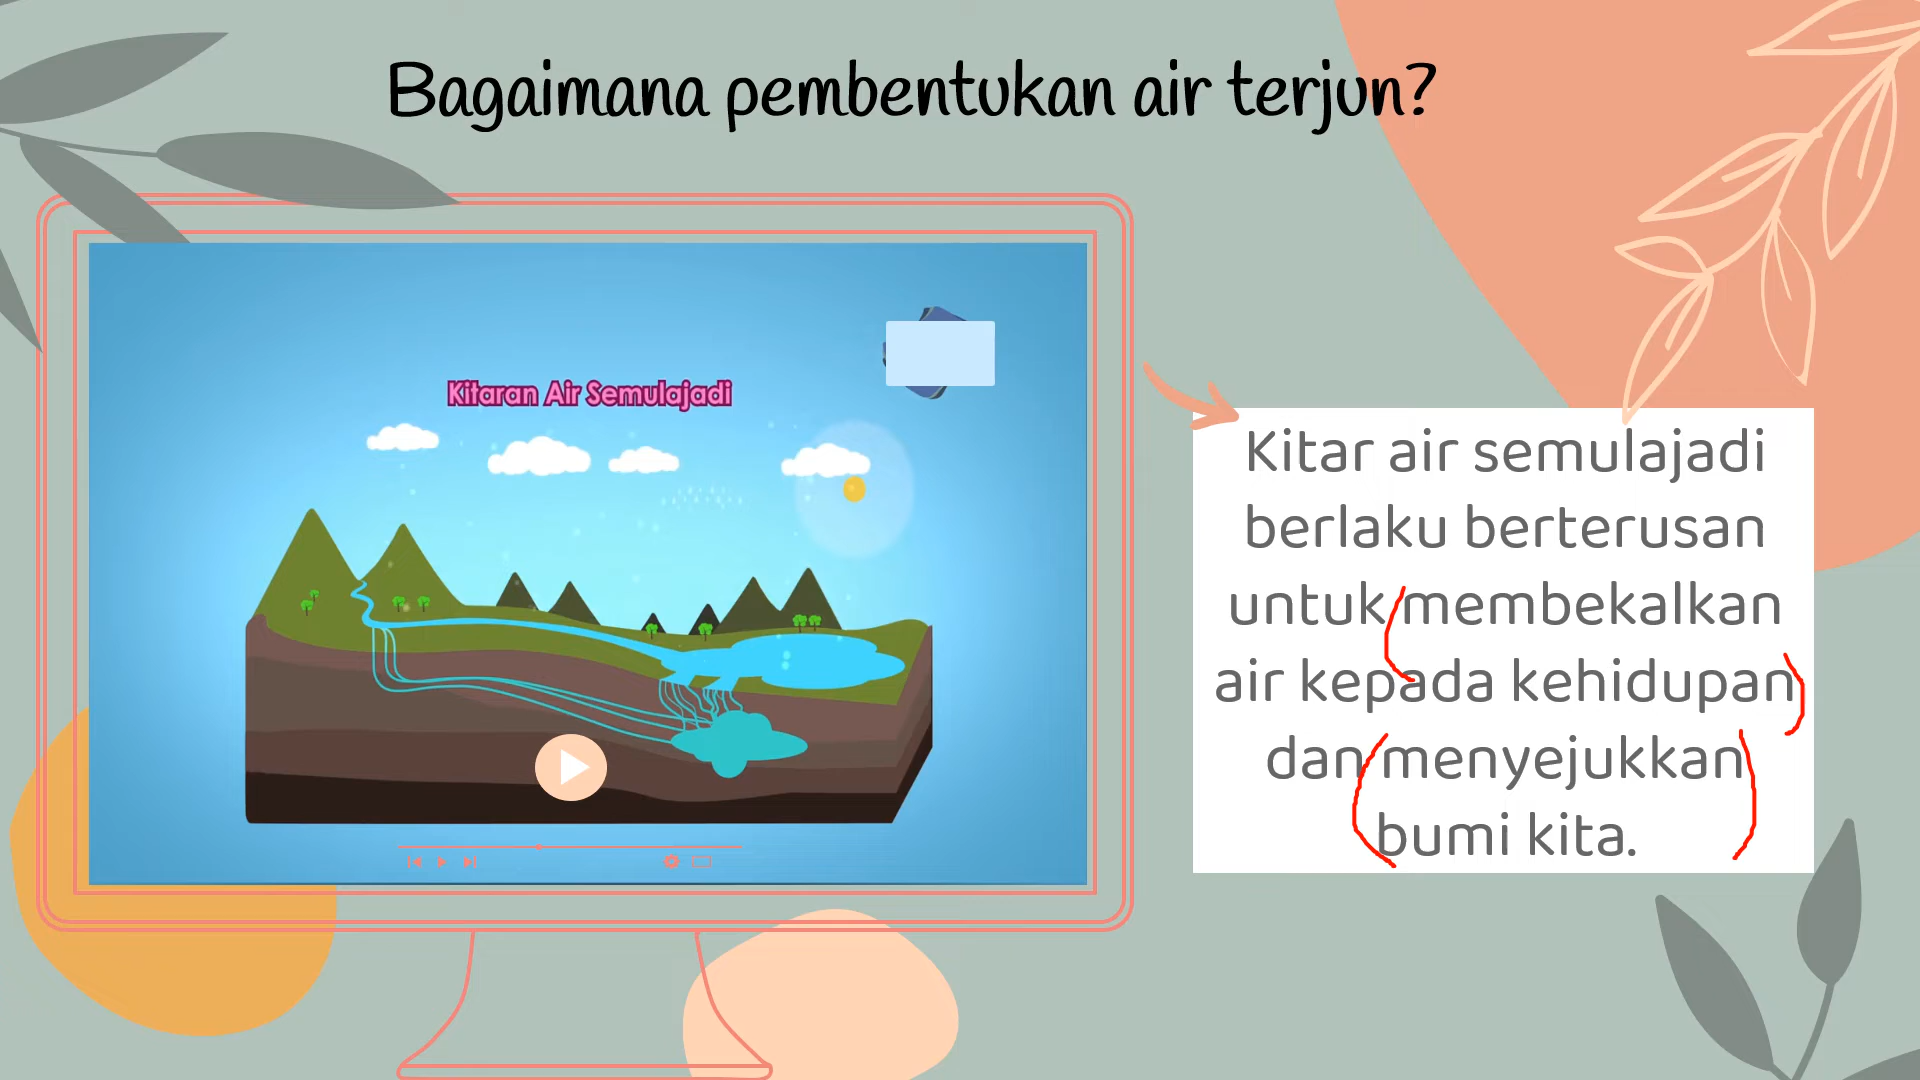 Bagaimana pembentukan air terjun?
Kitaran Air Semulajadi
Kitar air semulajadi
berlaku berterusan
untuk membekalkan
air kepada kehidupan
dan menyejukkan
bumi kita.